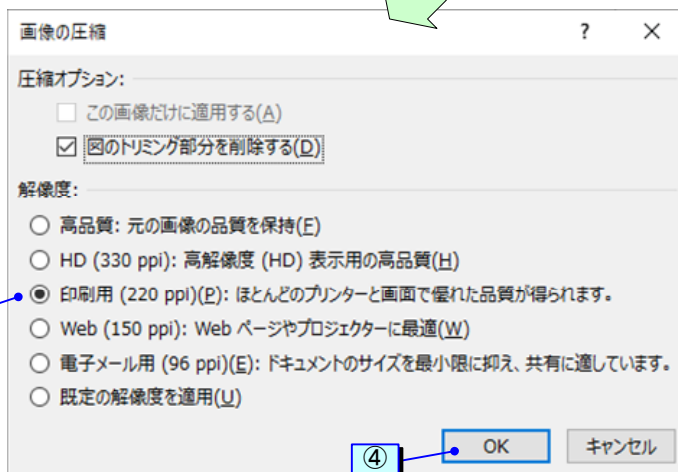 画像の圧縮 ? ×
圧縮オプション:
この画像だけに適用する(A)
図のトリミング部分を削除する(D)
解像度:
高品質: 元の画像の品質を保持(F)
HD (330 ppi): 高解像度 (HD) 表示用の高品質(H)
印刷用 (220 ppi)(P): ほとんどのプリンターと画面で優れた品質が得られます。
Web (150 ppi): Web ページやプロジェクターに最適(W)
電子メール用 (96 ppi)(E): ドキュメントのサイズを最小限に抑え、共有に適しています。
既定の解像度を適用(U)
④ OK キャンセル